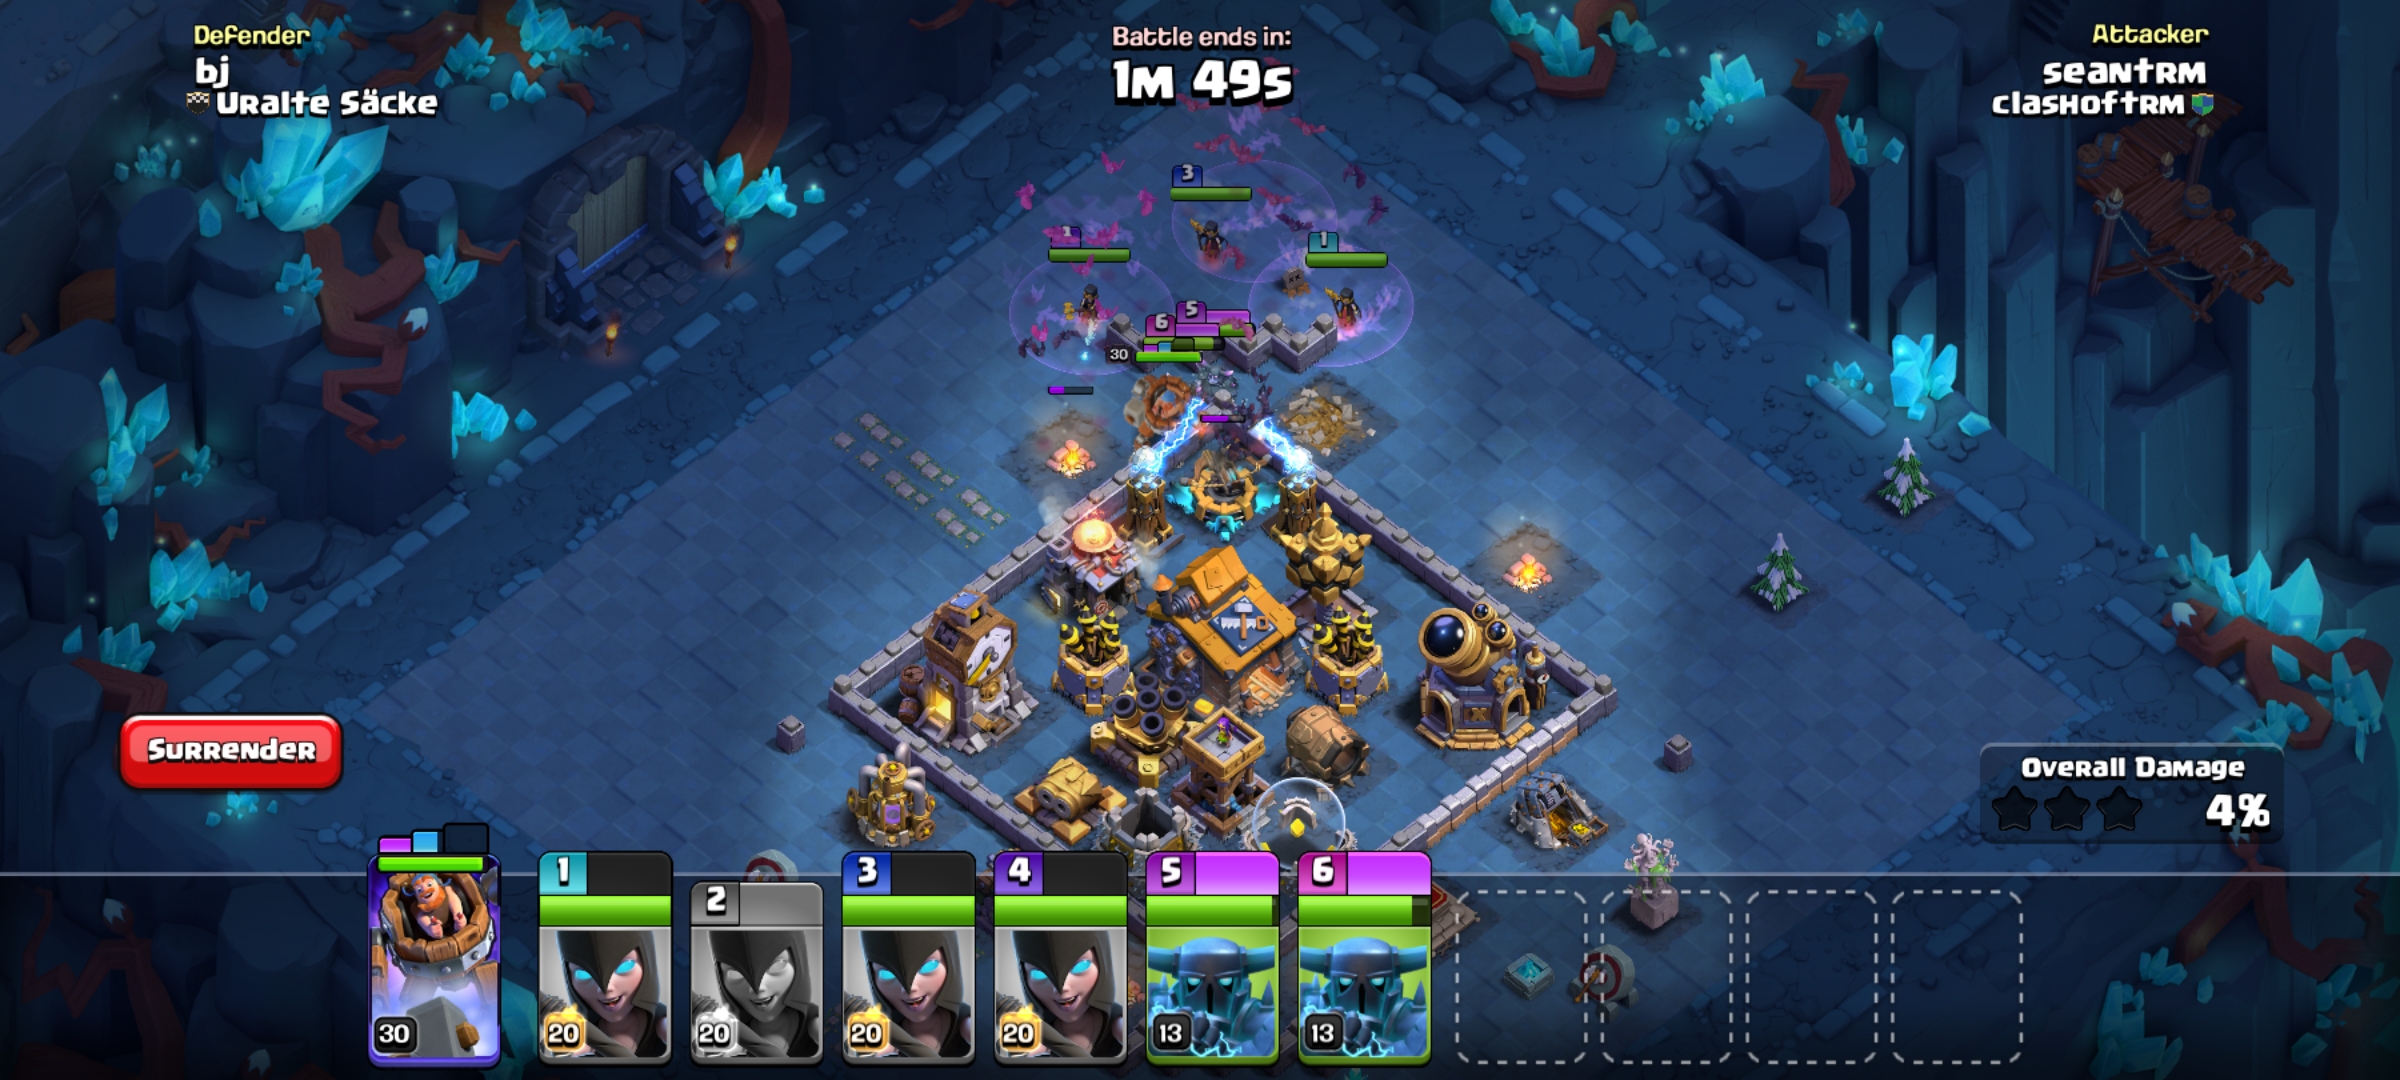 Defender
bj
Uralte Säcke
Battle ends in:
1M 49S
Attacker
seantrm
clashoftrm
3
1
1
5
6
30
Surrender
Overall Damage
4%
30
1
20
2
20
3
20
4
20
5
13
6
13